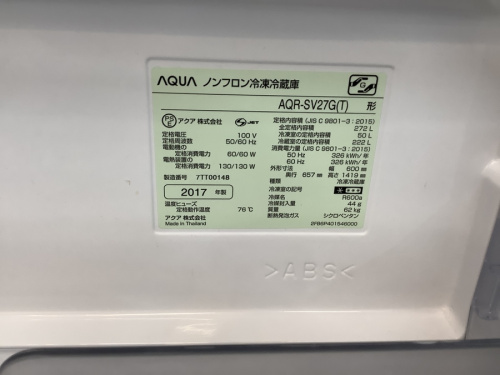 AQUA ノンフロン冷凍冷蔵庫
AQR-SV27G(T) 形
PS E アクア 株式会社 JET
定格電圧 100 V
定格周波数 50/60 Hz
電動機の
定格消費電力 60/60 W
電熱装置の
定格消費電力 130/130 W
製造番号 7TT00148
2017 年製
温度ヒューズ
定格動作温度 76℃
アクア 株式会社
Made in Thailand
定格内容積 (JIS C 9801-3:2015)
全定格内容積 272 L
冷凍室の定格内容積 50 L
冷蔵室の定格内容積 222 L
消費電力量 (JIS C 9801-3:2015)
50 Hz 326 kWh/年
60 Hz 326 kWh/年
外形寸法 幅 600 mm
奥行 657 mm 高さ 1419 mm
冷凍冷蔵庫
冷凍室の記号
冷媒名 R600a
冷媒封入量 44 g
質量 62 kg
断熱発泡ガス シクロペンタン
2FB6P401546000
G
>ABS<